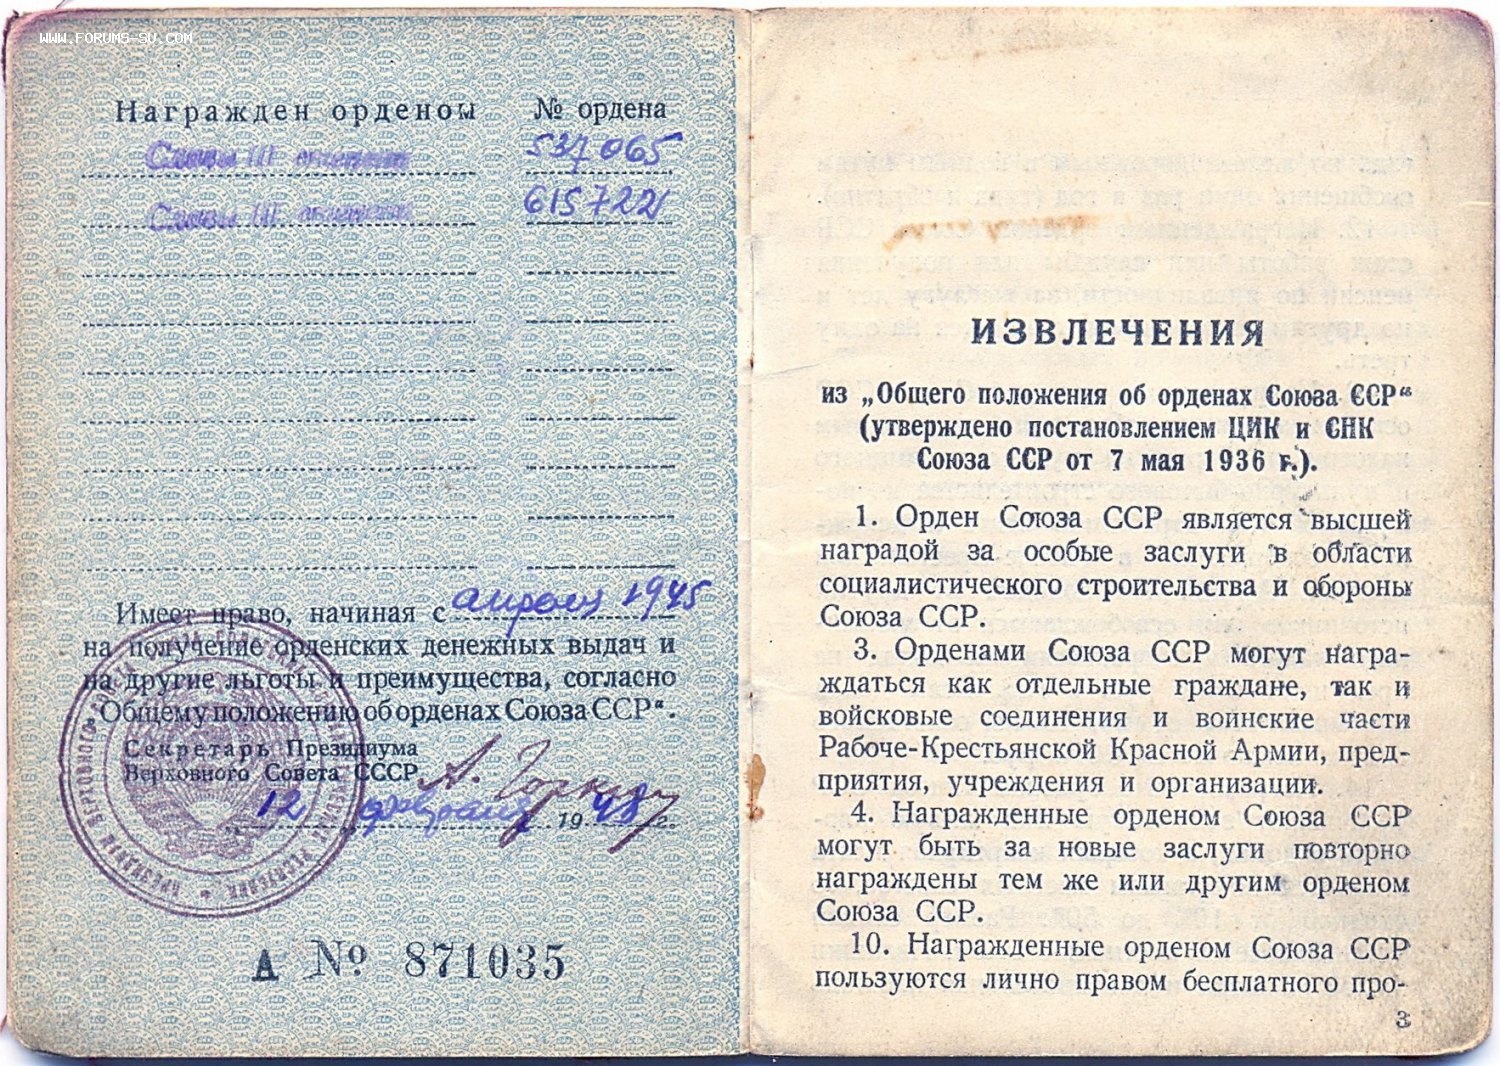 WWW.FORUMS-SU.COM
Награжден орденом № ордена
Славы III степени 537065
Славы III степени 615722
Имеет право, начиная с апреля 1945
на получение орденских денежных выдач и
на другие льготы и преимущества, согласно
„Общему положению об орденах Союза ССР“.
Секретарь Президиума
Верховного Совета СССР А. Горкин
12 февраля 1948 г.
А № 871035
ИЗВЛЕЧЕНИЯ
из „Общего положения об орденах Союза ССР“
(утверждено постановлением ЦИК и СНК
Союза ССР от 7 мая 1936 г.).
1. Орден Союза ССР является высшей
наградой за особые заслуги в области
социалистического строительства и обороны
Союза ССР.
3. Орденами Союза ССР могут награ-
ждаться как отдельные граждане, так и
войсковые соединения и воинские части
Рабоче-Крестьянской Красной Армии, пред-
приятия, учреждения и организации.
4. Награжденные орденом Союза ССР
могут быть за новые заслуги повторно
награждены тем же или другим орденом
Союза ССР.
10. Награжденные орденом Союза ССР
пользуются лично правом бесплатного про-
3